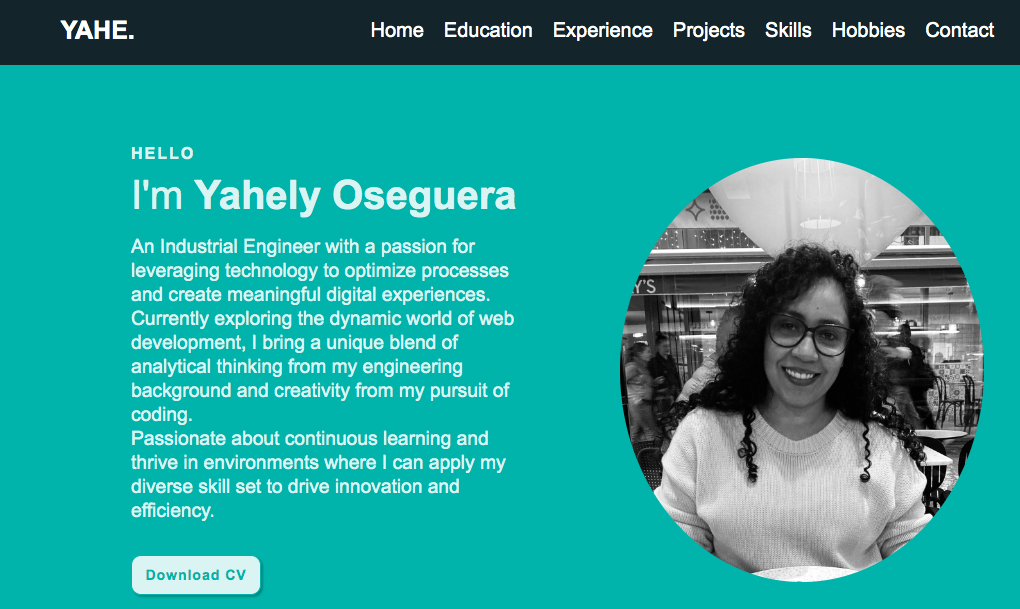 YAHE.
Home Education Experience Projects Skills Hobbies Contact
HELLO
I'm Yahely Oseguera
An Industrial Engineer with a passion for
leveraging technology to optimize processes
and create meaningful digital experiences.
Currently exploring the dynamic world of web
development, I bring a unique blend of
analytical thinking from my engineering
background and creativity from my pursuit of
coding.
Passionate about continuous learning and
thrive in environments where I can apply my
diverse skill set to drive innovation and
efficiency.
Download CV
Y'S